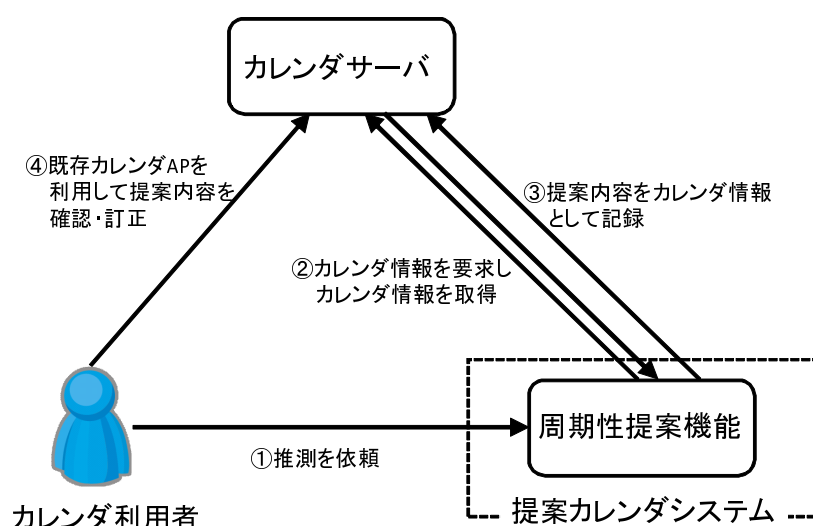 カレンダサーバ
④既存カレンダAPを
利用して提案内容を
確認・訂正
③提案内容をカレンダ情報
として記録
②カレンダ情報を要求し
カレンダ情報を取得
周期性提案機能
①推測を依頼
カレンダ利用者
提案カレンダシステム